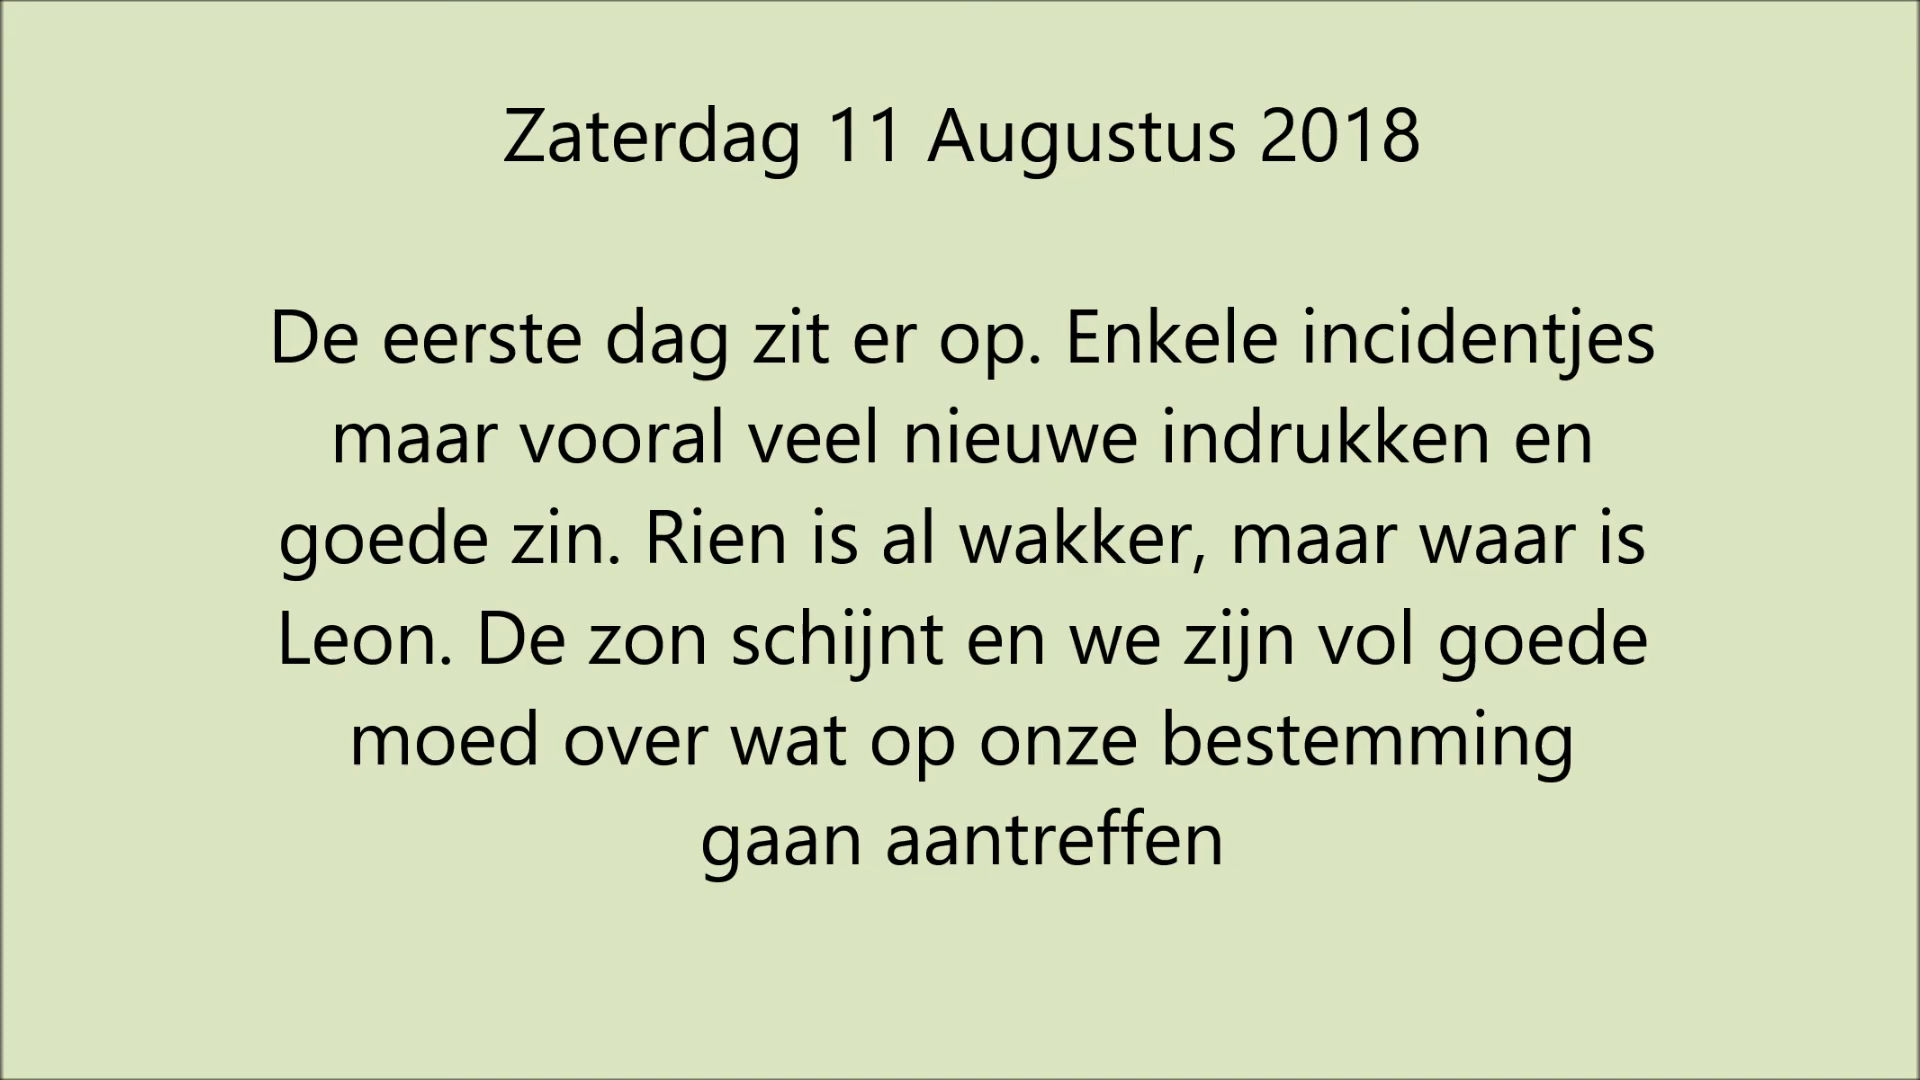 Zaterdag 11 Augustus 2018
De eerste dag zit er op. Enkele incidentjes
maar vooral veel nieuwe indrukken en
goede zin. Rien is al wakker, maar waar is
Leon. De zon schijnt en we zijn vol goede
moed over wat op onze bestemming
gaan aantreffen